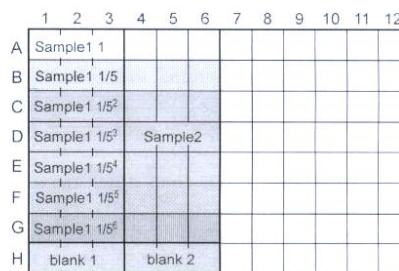 1 2 3 4 5 6 7 8 9 10 11 12
A Sample1 1
B Sample1 1/5
C Sample1 1/5²
D Sample1 1/5³ Sample2
E Sample1 1/5⁴
F Sample1 1/5⁵
G Sample1 1/5⁶
H blank 1 blank 2